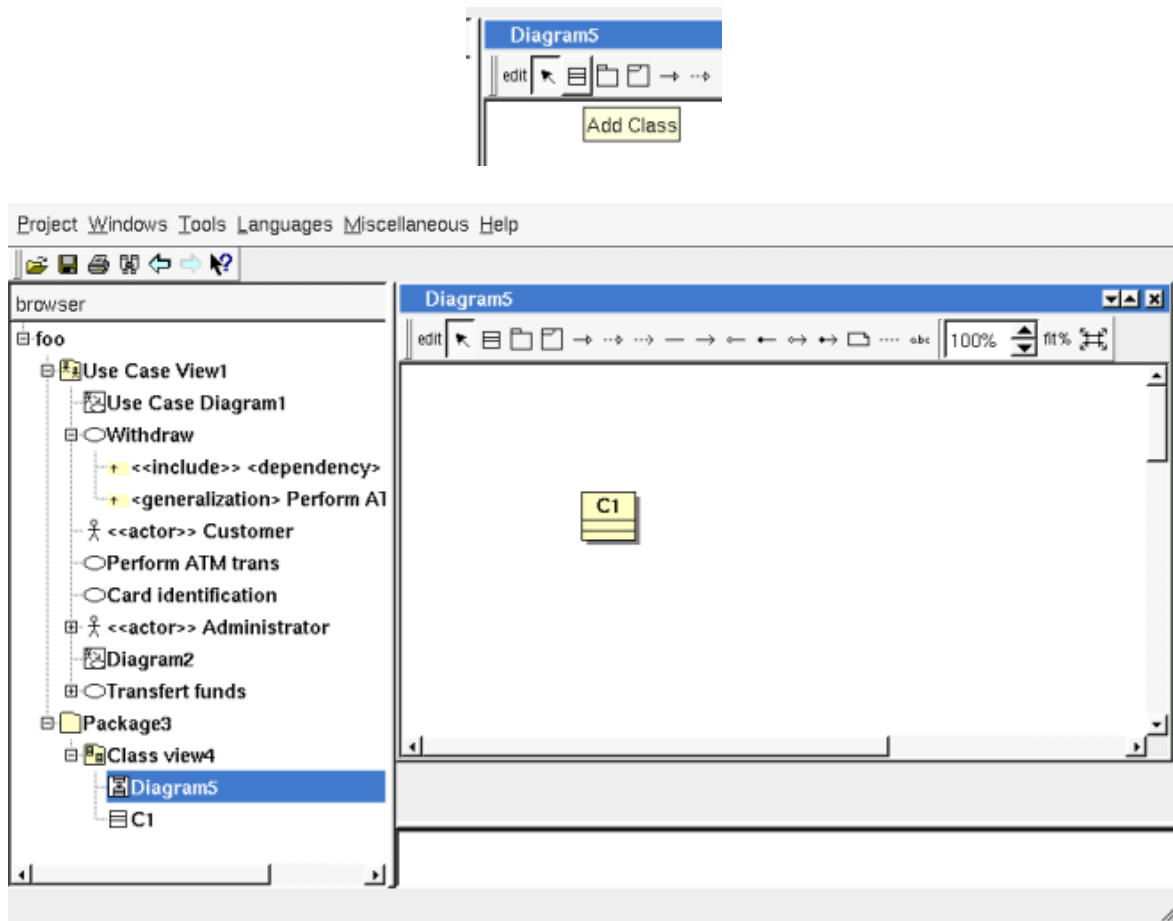 Diagram5
edit
Add Class
Project Windows Tools Languages Miscellaneous Help
browser
foo
Use Case View1
Use Case Diagram1
Withdraw
<<include>> <dependency>
<generalization> Perform AT
<<actor>> Customer
Perform ATM trans
Card identification
<<actor>> Administrator
Diagram2
Transfert funds
Package3
Class view4
Diagram5
C1
Diagram5
edit abc 100% fit%
C1